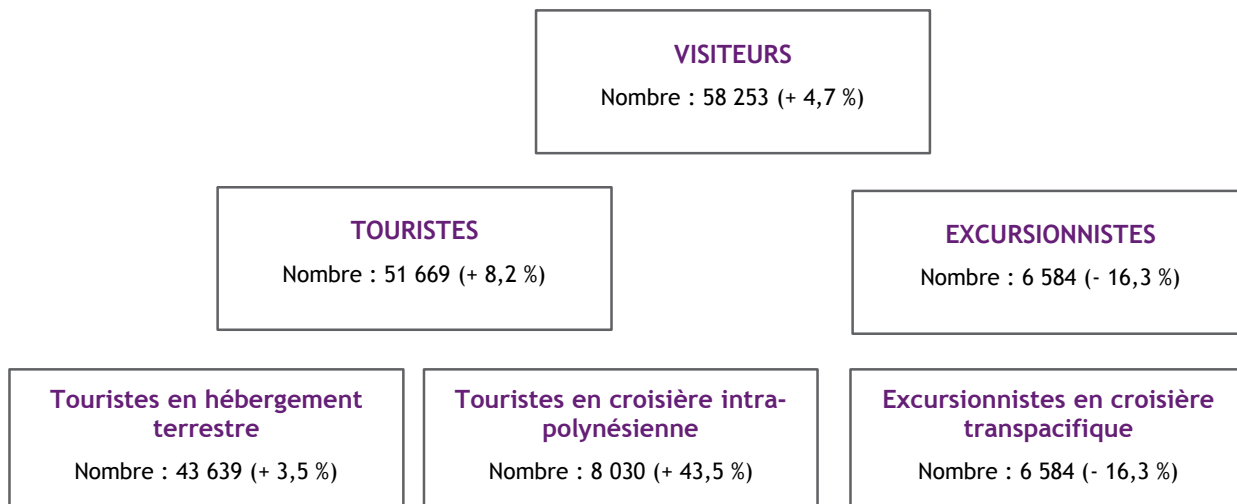 VISITEURS
Nombre : 58 253 (+ 4,7 %)
TOURISTES
Nombre : 51 669 (+ 8,2 %)
EXCURSIONNISTES
Nombre : 6 584 (- 16,3 %)
Touristes en hébergement
terrestre
Nombre : 43 639 (+ 3,5 %)
Touristes en croisière intra-
polynésienne
Nombre : 8 030 (+ 43,5 %)
Excursionnistes en croisière
transpacifique
Nombre : 6 584 (- 16,3 %)